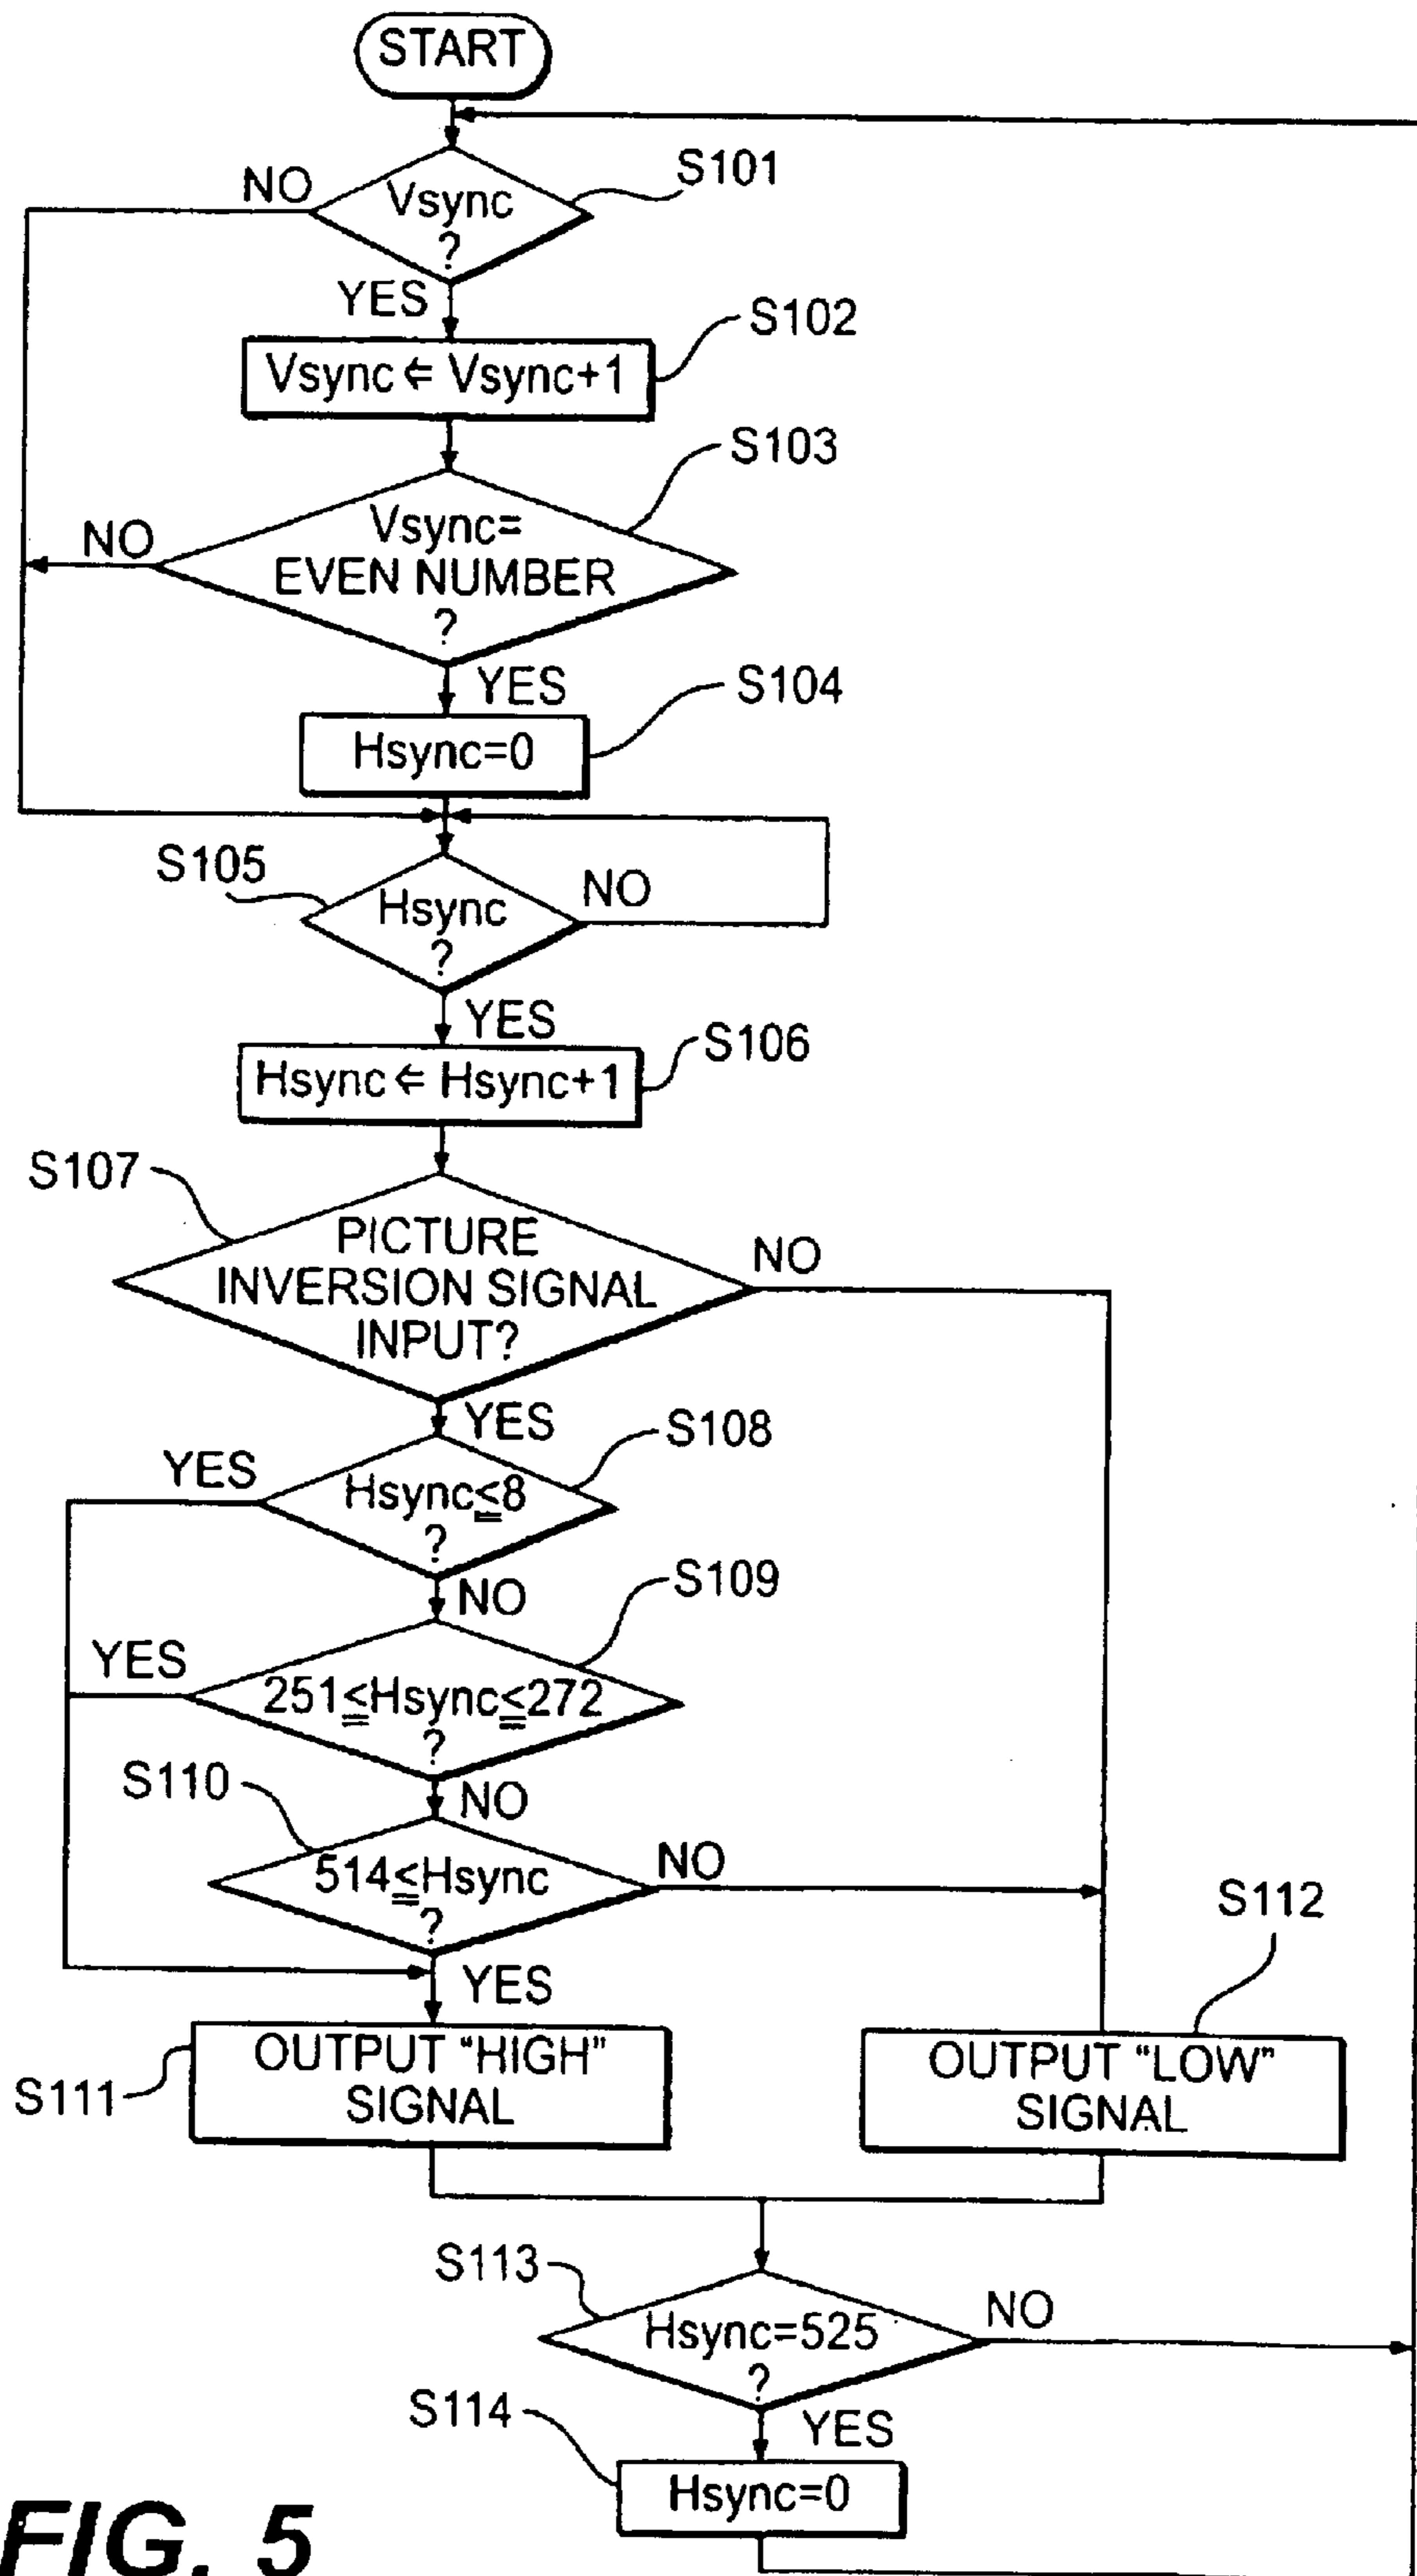 START
NO
Vsync
?
S101
YES
Vsync ⇐ Vsync+1
S102
NO
Vsync=
EVEN NUMBER
?
S103
YES
Hsync=0
S104
S105
Hsync
?
NO
YES
Hsync ⇐ Hsync+1
S106
S107
PICTURE
INVERSION SIGNAL
INPUT?
NO
YES
YES
Hsync≦8
?
S108
NO
YES
251≦Hsync≦272
?
S109
S110
NO
514≦Hsync
?
NO
YES
S112
S111
OUTPUT “HIGH”
SIGNAL
OUTPUT “LOW”
SIGNAL
S113
Hsync=525
?
NO
S114
YES
Hsync=0
FIG. 5